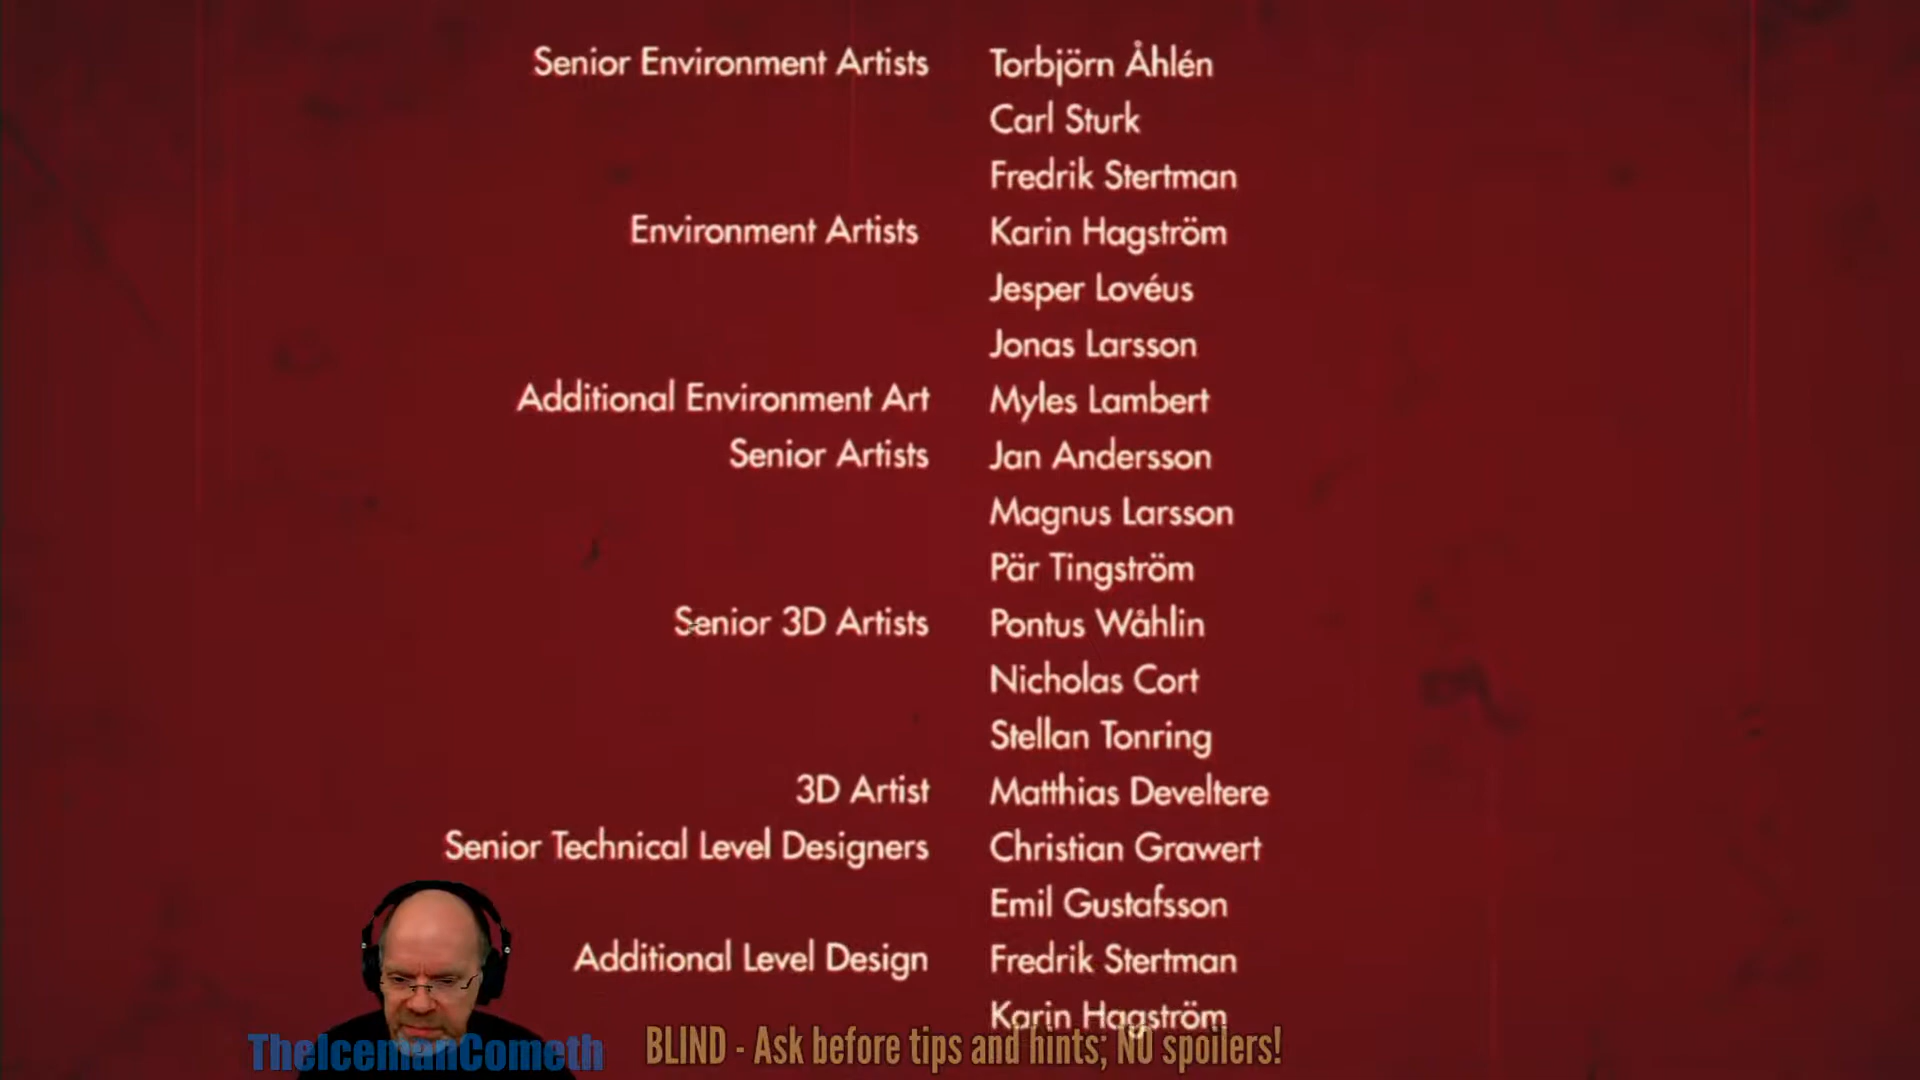 Senior Environment Artists Torbjörn Åhlén
Carl Sturk
Fredrik Stertman
Environment Artists Karin Hagström
Jesper Lovéus
Jonas Larsson
Additional Environment Art Myles Lambert
Senior Artists Jan Andersson
Magnus Larsson
Pär Tingström
Senior 3D Artists Pontus Wåhlin
Nicholas Cort
Stellan Tonring
3D Artist Matthias Develtere
Senior Technical Level Designers Christian Grawert
Emil Gustafsson
Additional Level Design Fredrik Stertman
Karin Hagström
TheIcemanCometh BLIND - Ask before tips and hints; NO spoilers!